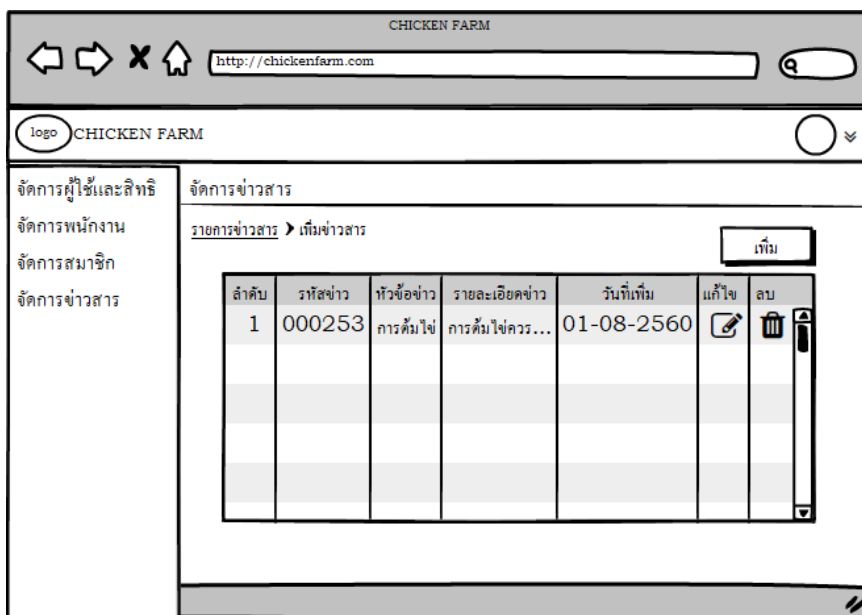 CHICKEN FARM
http://chickenfarm.com
logo CHICKEN FARM
จัดการผู้ใช้และสิทธิ
จัดการพนักงาน
จัดการสมาชิก
จัดการข่าวสาร
จัดการข่าวสาร
รายการข่าวสาร เพิ่มข่าวสาร
เพิ่ม
ลำดับ รหัสข่าว หัวข้อข่าว รายละเอียดข่าว วันที่เพิ่ม แก้ไข ลบ
1 000253 การต้มไข่ การต้มไข่ควร... 01-08-2560